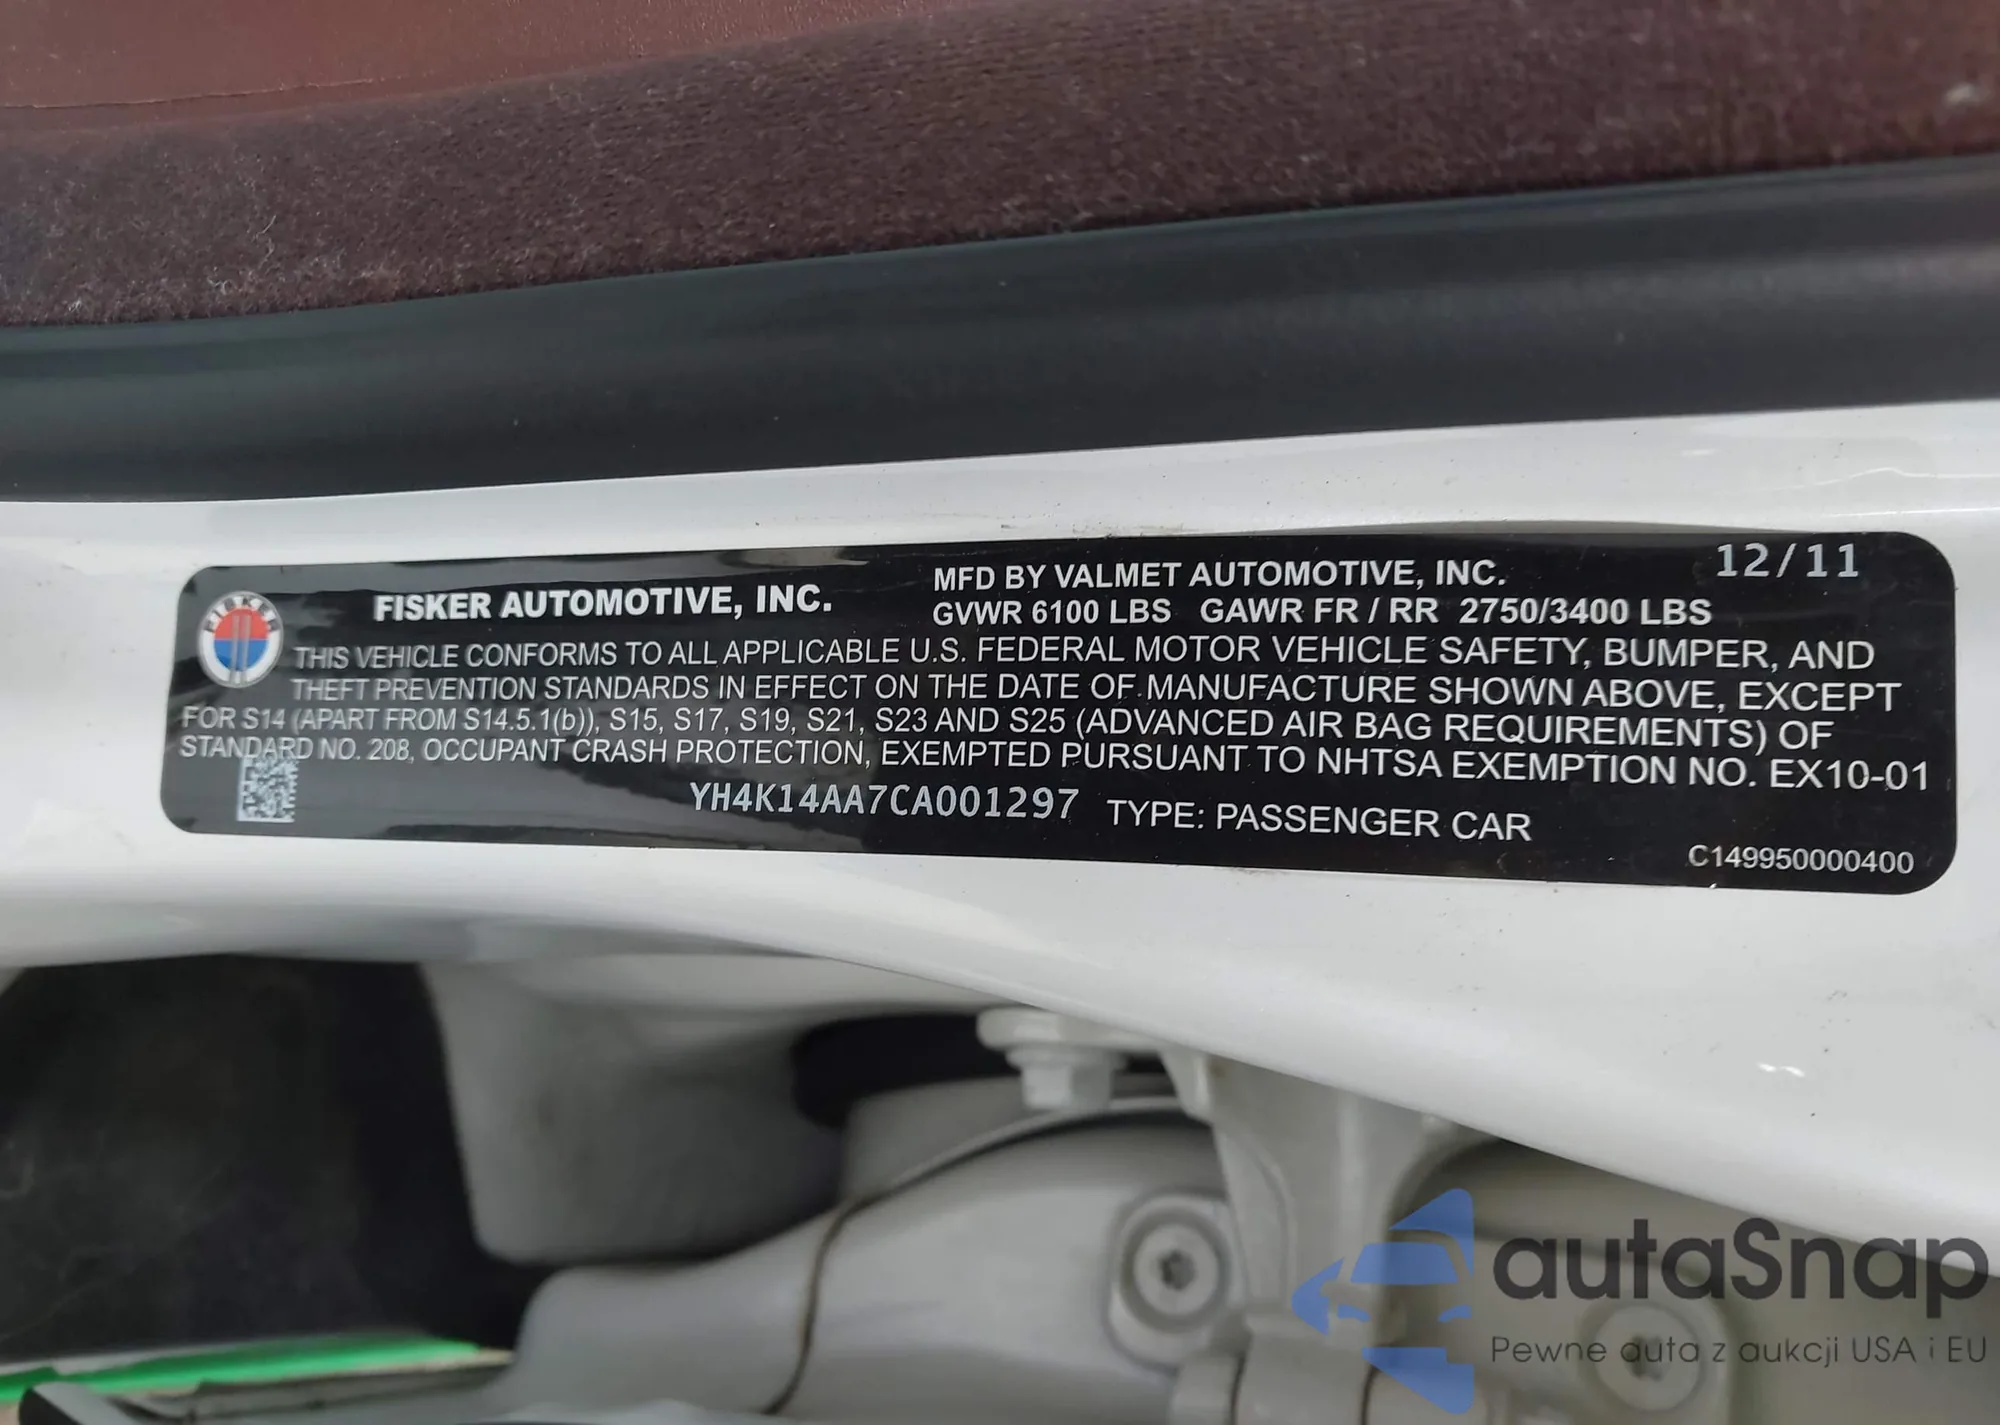 FISKER
FISKER AUTOMOTIVE, INC.
MFD BY VALMET AUTOMOTIVE, INC.
12/11
GVWR 6100 LBS GAWR FR / RR 2750/3400 LBS
THIS VEHICLE CONFORMS TO ALL APPLICABLE U.S. FEDERAL MOTOR VEHICLE SAFETY, BUMPER, AND
THEFT PREVENTION STANDARDS IN EFFECT ON THE DATE OF MANUFACTURE SHOWN ABOVE, EXCEPT
FOR S14 (APART FROM S14.5.1(b)), S15, S17, S19, S21, S23 AND S25 (ADVANCED AIR BAG REQUIREMENTS) OF
STANDARD NO. 208, OCCUPANT CRASH PROTECTION, EXEMPTED PURSUANT TO NHTSA EXEMPTION NO. EX10-01
YH4K14AA7CA001297 TYPE: PASSENGER CAR
C149950000400
autaSnap
Pewne auta z aukcji USA i EU